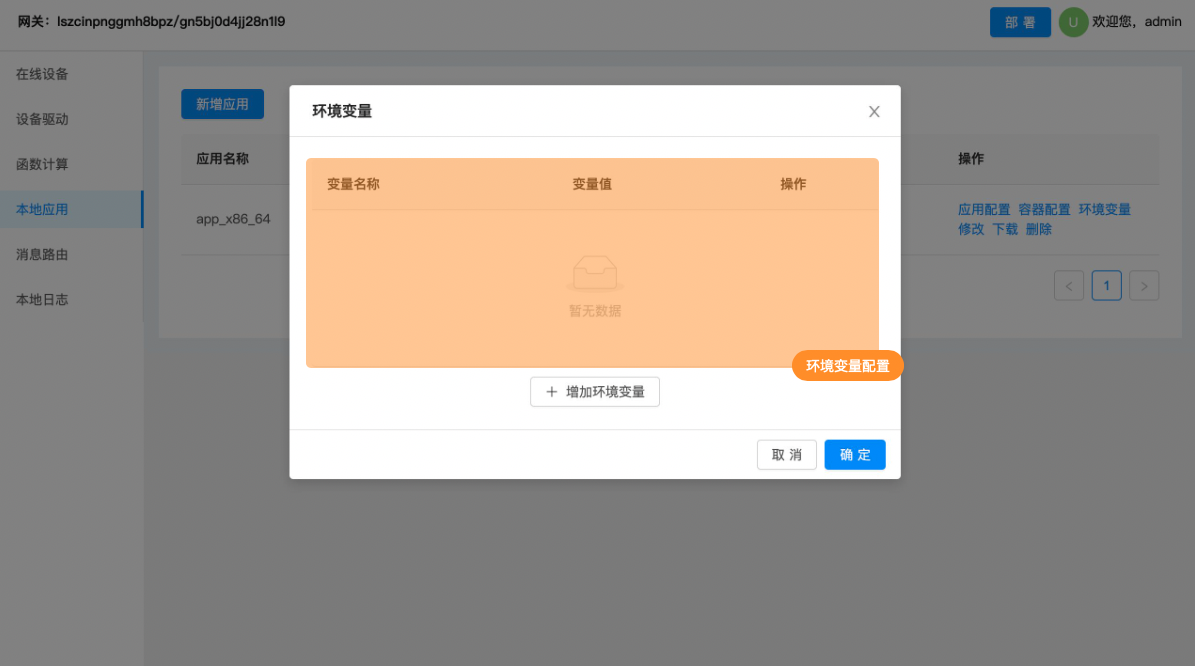 网关：lszcinpnggmh8bpz/gn5bj0d4jj28n1l9
部 署
U
欢迎您，admin
在线设备
设备驱动
函数计算
本地应用
消息路由
本地日志
新增应用
应用名称
操作
app_x86_64
应用配置 容器配置 环境变量
修改 下载 删除
< 1 >
环境变量
变量名称 变量值 操作
暂无数据
环境变量配置
+ 增加环境变量
取 消 确 定